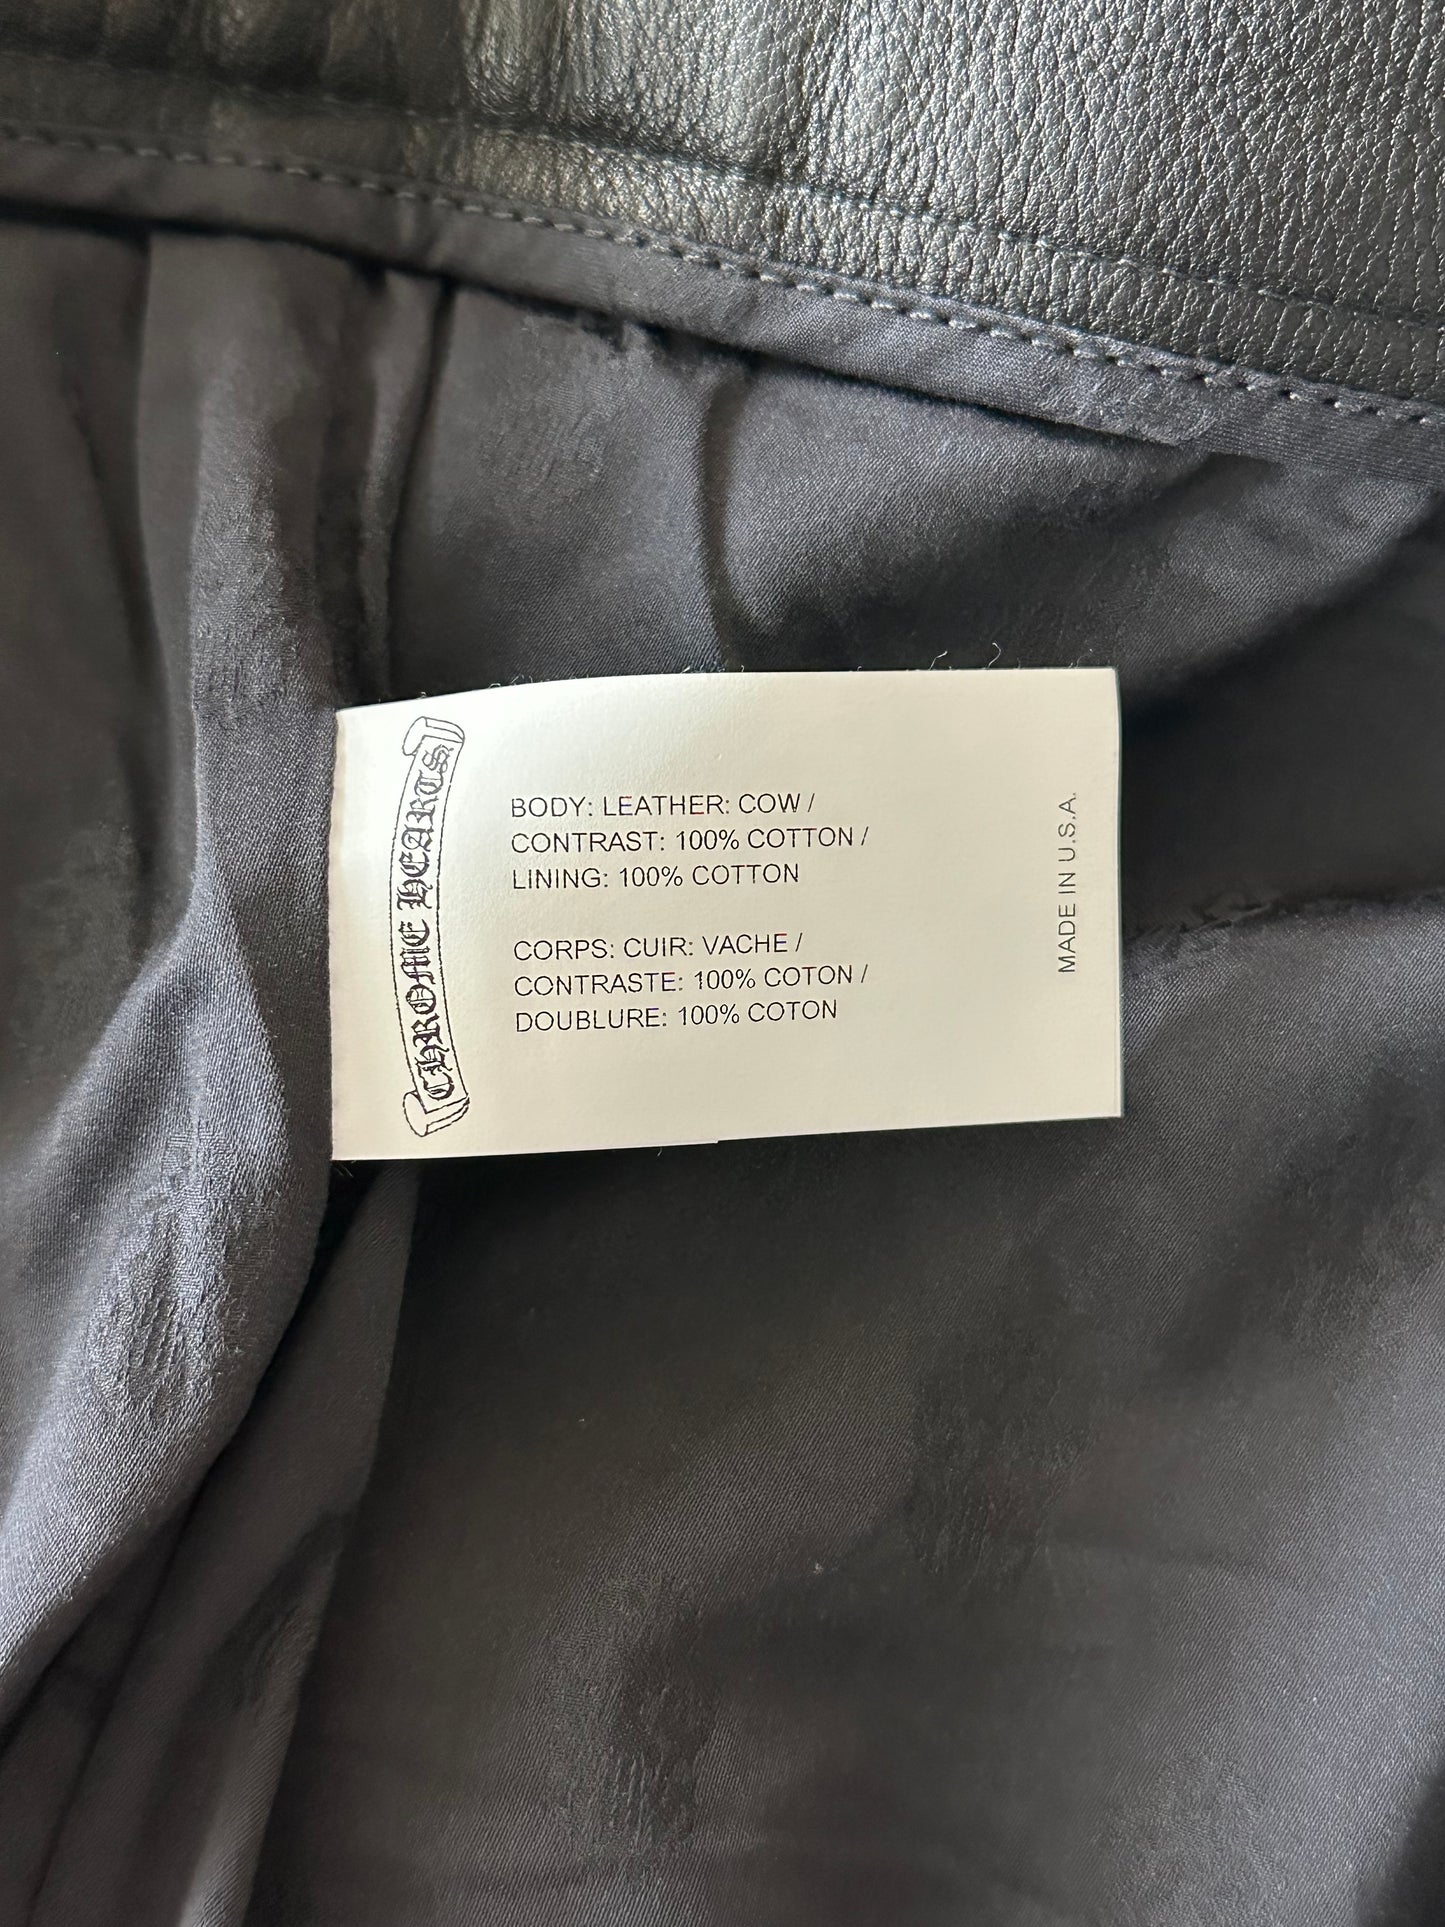 CHROME HEARTS
BODY: LEATHER: COW /
CONTRAST: 100% COTTON /
LINING: 100% COTTON
CORPS: CUIR: VACHE /
CONTRASTE: 100% COTON /
DOUBLURE: 100% COTON
MADE IN U.S.A.